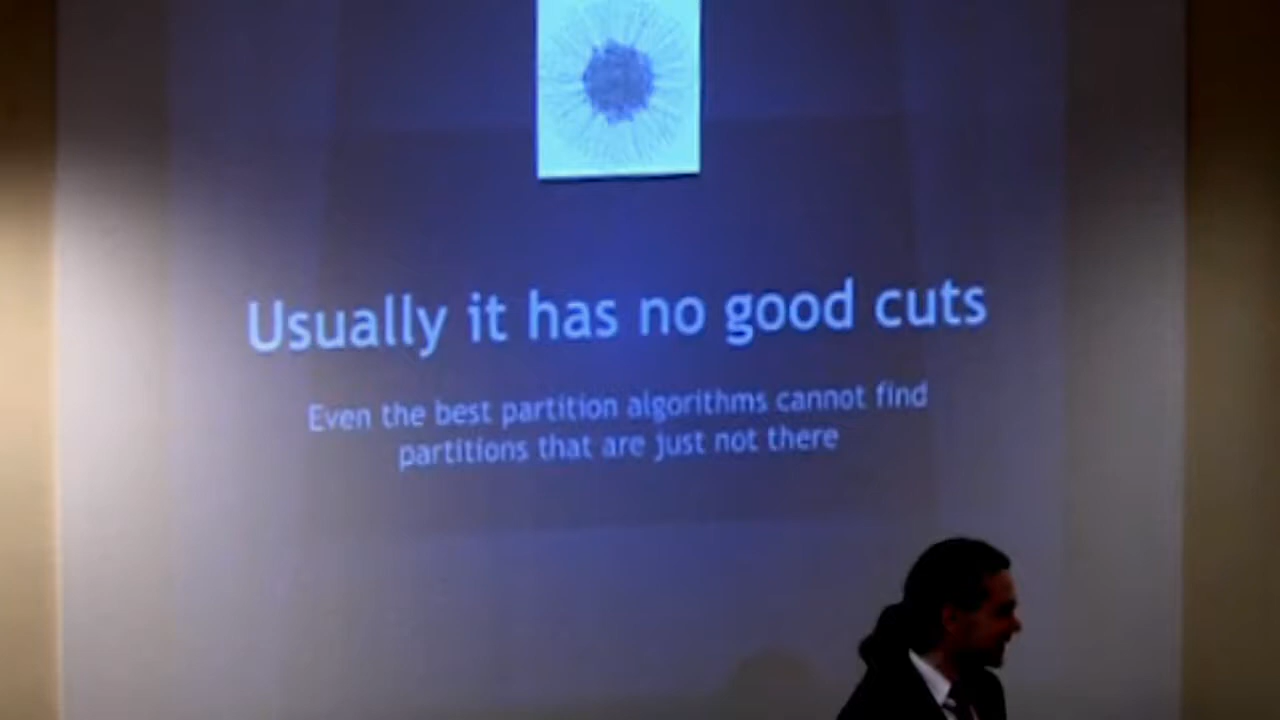 Usually it has no good cuts
Even the best partition algorithms cannot find
partitions that are just not there